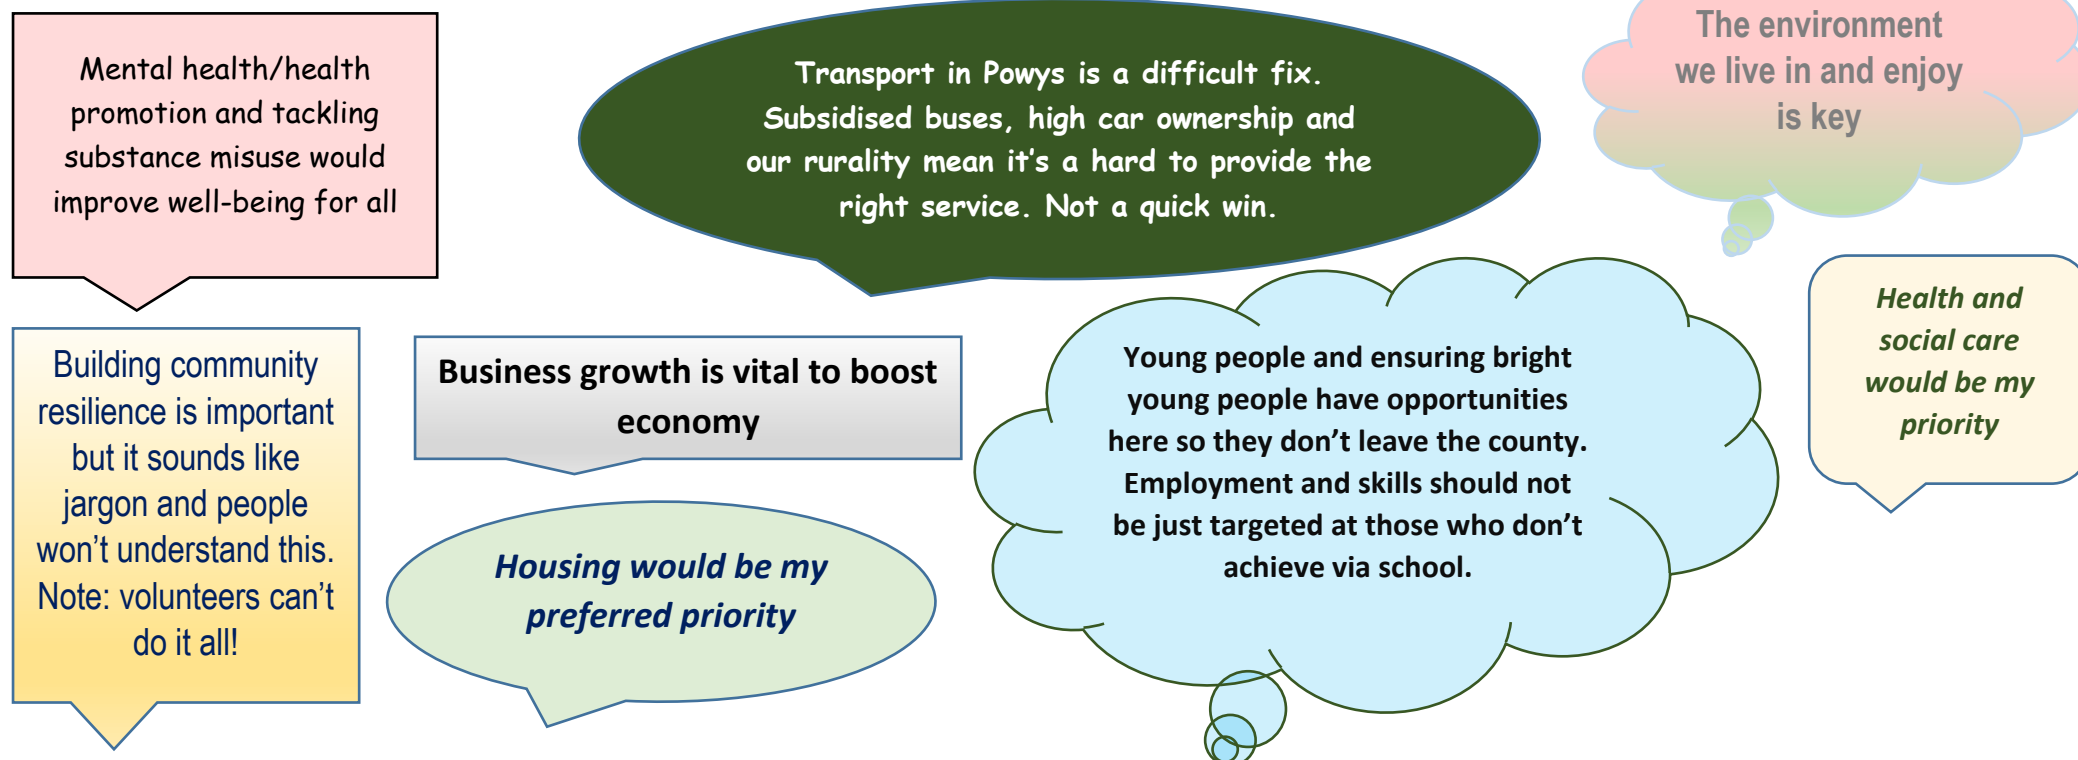 Mental health/health
promotion and tackling
substance misuse would
improve well-being for all
Transport in Powys is a difficult fix.
Subsidised buses, high car ownership and
our rurality mean it's a hard to provide the
right service. Not a quick win.
The environment
we live in and enjoy
is key
Health and
social care
would be my
priority
Building community
resilience is important
but it sounds like
jargon and people
won't understand this.
Note: volunteers can't
do it all!
Business growth is vital to boost
economy
Housing would be my
preferred priority
Young people and ensuring bright
young people have opportunities
here so they don't leave the county.
Employment and skills should not
be just targeted at those who don't
achieve via school.